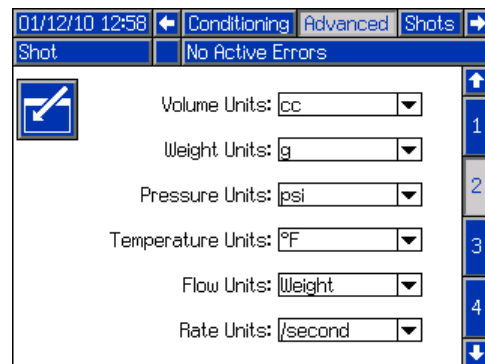 01/12/10 12:58 Conditioning Advanced Shots
Shot No Active Errors
Volume Units: cc
1
Weight Units: g
Pressure Units: psi
2
Temperature Units: °F
3
Flow Units: Weight
4
Rate Units: /second